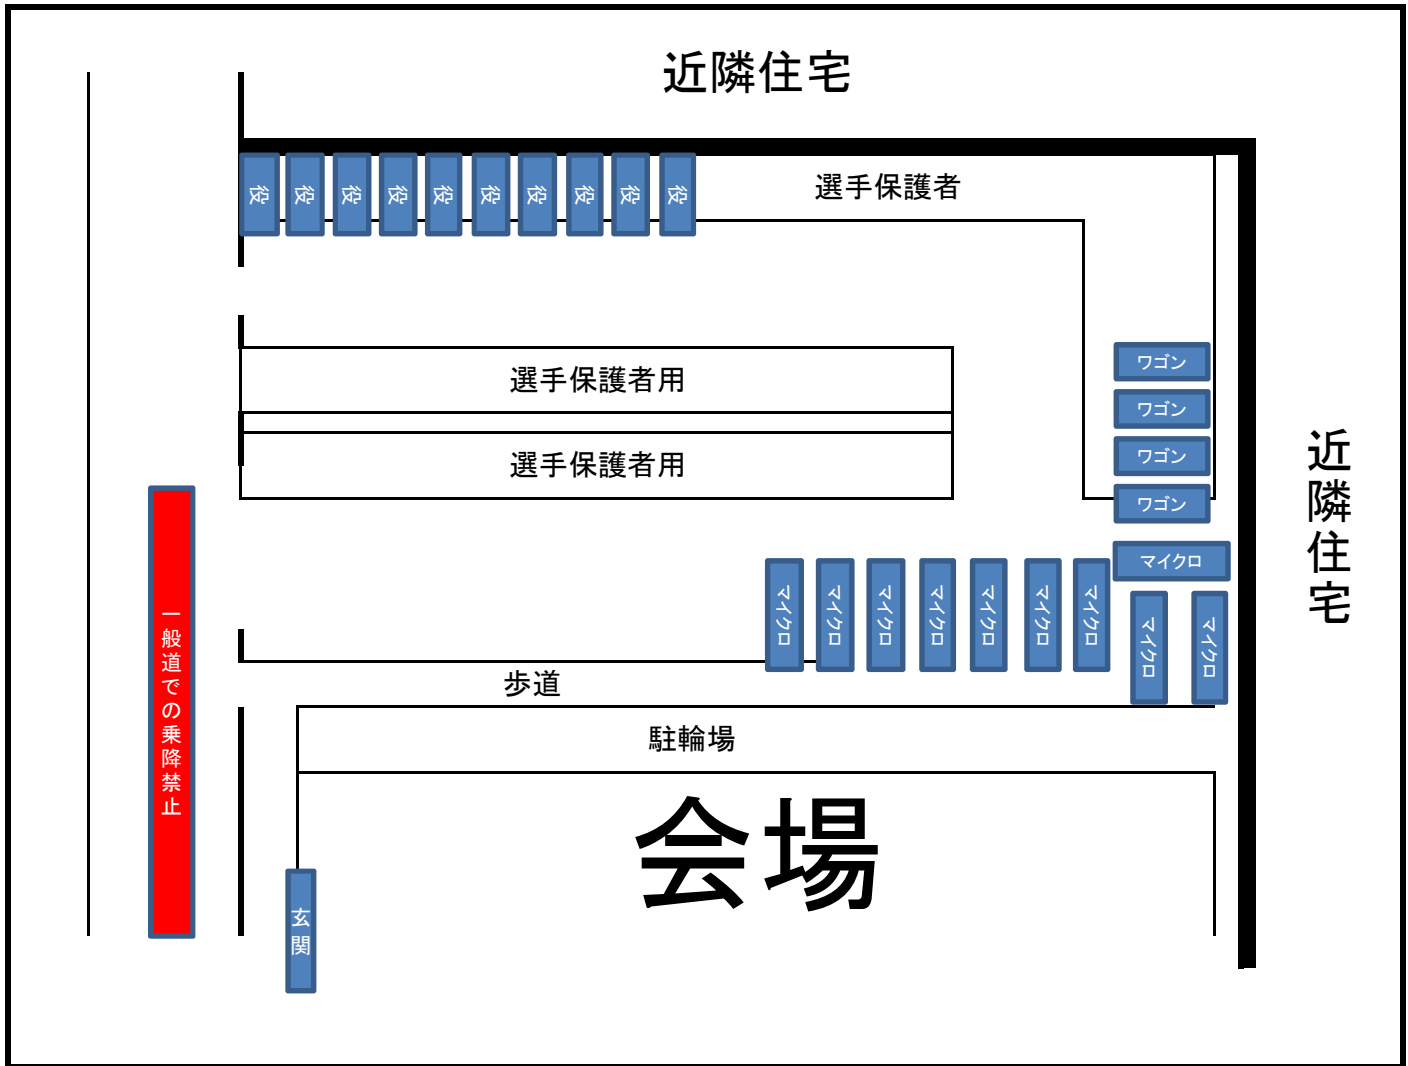 近隣住宅
役
役
役
役
役
役
役
役
役
役
選手保護者
ワゴン
選手保護者用
ワゴン
ワゴン
選手保護者用
ワゴン
近隣住宅
マイクロ
マイクロ
マイクロ
マイクロ
マイクロ
マイクロ
マイクロ
マイクロ
マイクロ
マイクロ
一般道での乗降禁止
歩道
駐輪場
会場
玄関